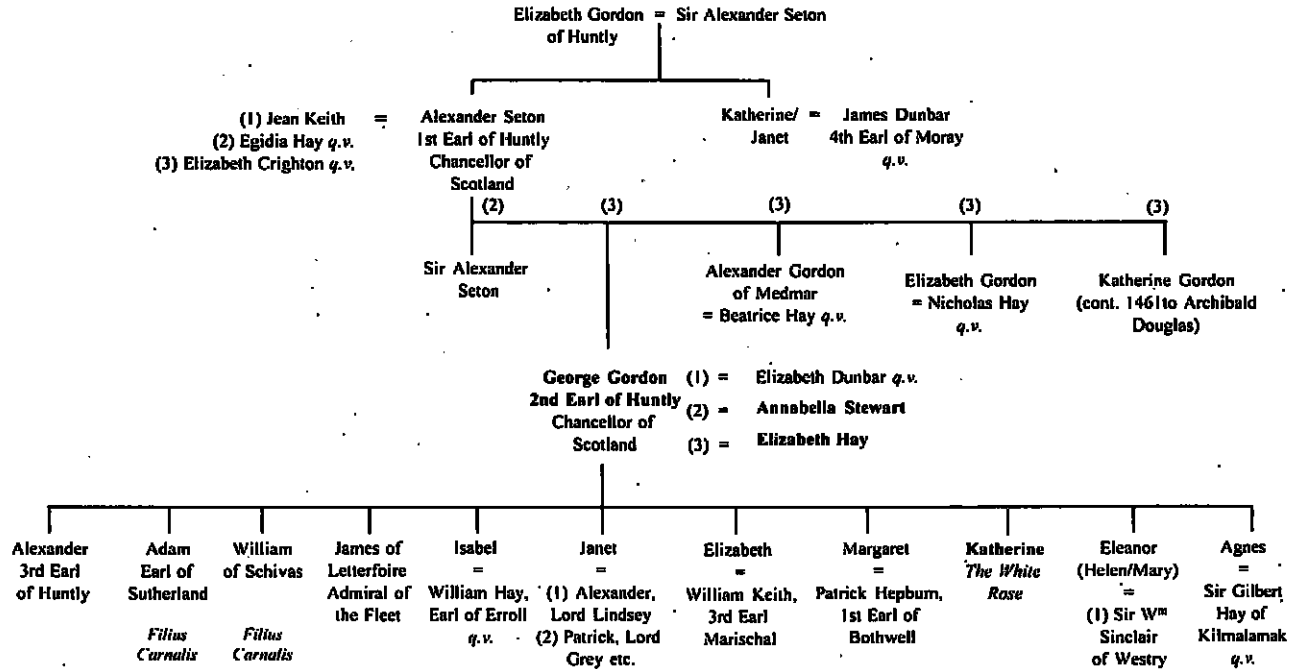 Elizabeth Gordon = Sir Alexander Seton
of Huntly
(1) Jean Keith =
(2) Egidia Hay q.v.
(3) Elizabeth Crighton q.v.
Alexander Seton
1st Earl of Huntly
Chancellor of
Scotland
Katherine/ =
Janet
James Dunbar
4th Earl of Moray
q.v.
(2) (3) (3) (3) (3)
Sir Alexander
Seton
Alexander Gordon
of Medmar
= Beatrice Hay q.v.
Elizabeth Gordon
= Nicholas Hay
q.v.
Katherine Gordon
(cont. 1461to Archibald
Douglas)
George Gordon
2nd Earl of Huntly
Chancellor of
Scotland
(1) = Elizabeth Dunbar q.v.
(2) = Annabella Stewart
(3) = Elizabeth Hay
Alexander
3rd Earl
of Huntly
Adam
Earl of
Sutherland
Filius
Carnalis
William
of Schivas
Filius
Carnalis
James of
Letterfoire
Admiral of
the Fleet
Isabel
=
William Hay,
Earl of Erroll
q.v.
Janet
=
(1) Alexander,
Lord Lindsey
(2) Patrick, Lord
Grey etc.
Elizabeth
=
William Keith,
3rd Earl
Marischal
Margaret
=
Patrick Hepburn,
1st Earl of
Bothwell
Katherine
The White
Rose
Eleanor
(Helen/Mary)
=
(1) Sir Wᵐ
Sinclair
of Westry
Agnes
=
Sir Gilbert
Hay of
Kilmalamak
q.v.